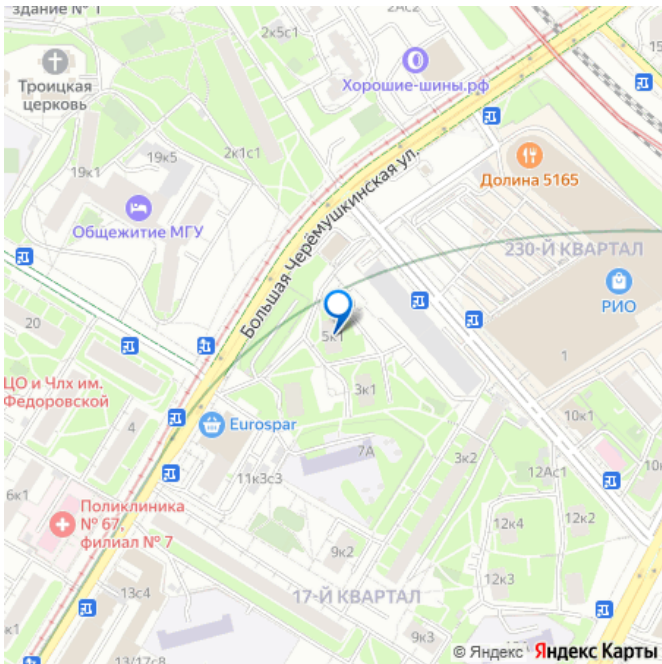 здание № 1
2Ас2
2к5с1
Троицкая
церковь
Хорошие-шины.рф
19к5
2к1с1
19к1
Долина 5165
Большая Черёмушкинская ул.
Общежитие МГУ
230-Й КВАРТАЛ
РИО
20
5к1
1
ЦО и Члх им.
Федоровской
3к1
10к1
4
Eurospar
7А
3к2
12Ас1
11к3с3
6к1
Поликлиника
№ 67,
филиал № 7
12к4
12к2
9к2
12к3
13с4
17-Й КВАРТАЛ
к1
9к3
13/17с8
© Яндекс Яндекс Карты